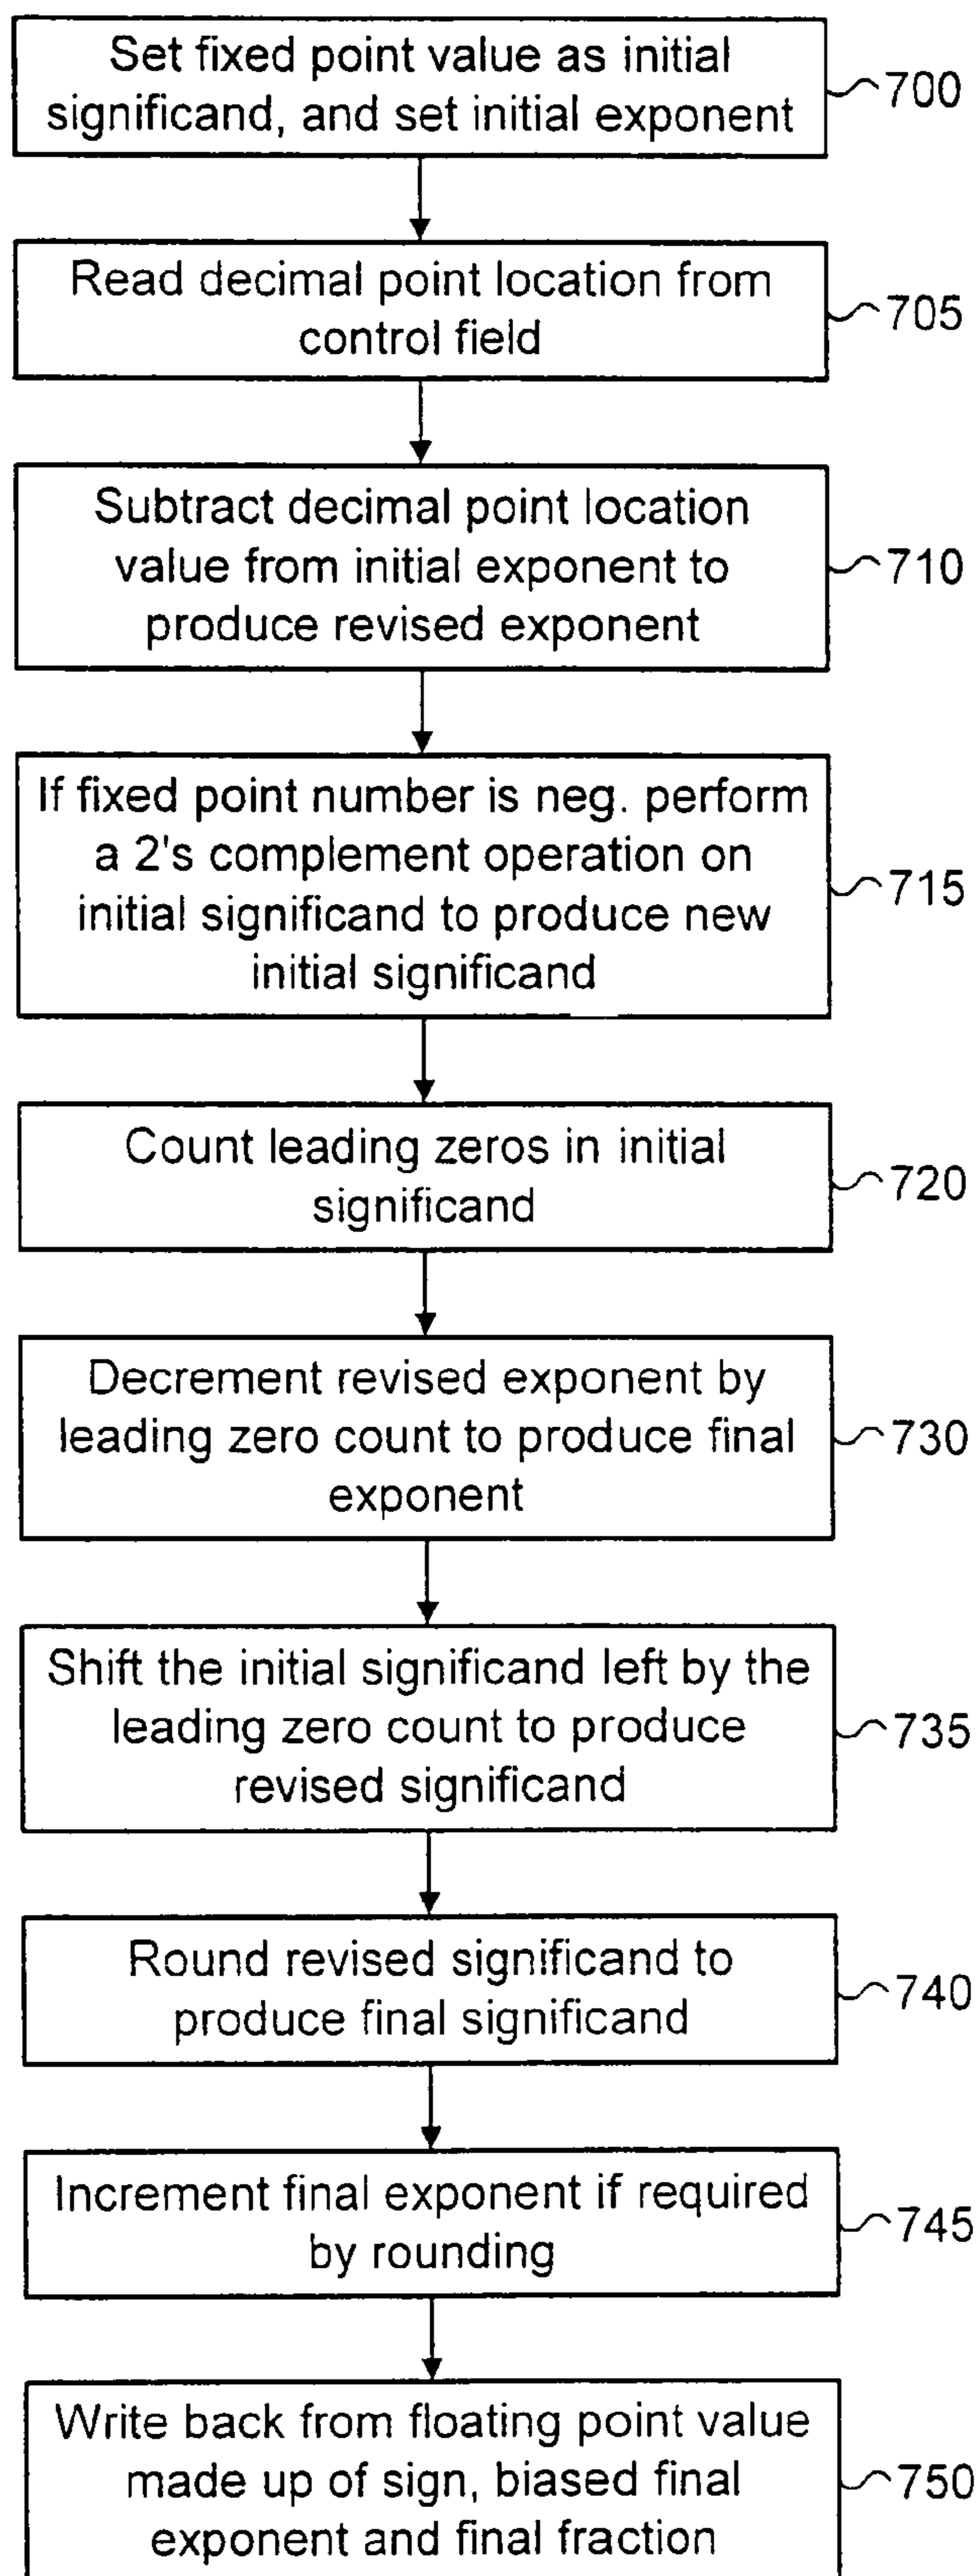 Set fixed point value as initial
significand, and set initial exponent
700
Read decimal point location from
control field
705
Subtract decimal point location
value from initial exponent to
produce revised exponent
710
If fixed point number is neg. perform
a 2's complement operation on
initial significand to produce new
initial significand
715
Count leading zeros in initial
significand
720
Decrement revised exponent by
leading zero count to produce final
exponent
730
Shift the initial significand left by the
leading zero count to produce
revised significand
735
Round revised significand to
produce final significand
740
Increment final exponent if required
by rounding
745
Write back from floating point value
made up of sign, biased final
exponent and final fraction
750